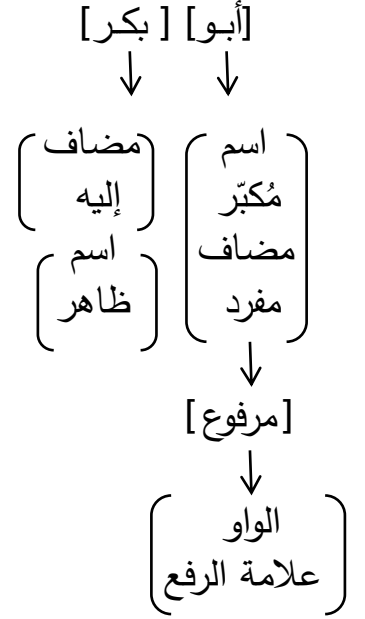 [أبـو] [ بكـر]
اسم
مُكبّر
مضاف
مفرد
مضاف
إليه
اسم
ظاهر
[مرفوع]
الواو
علامة الرفع